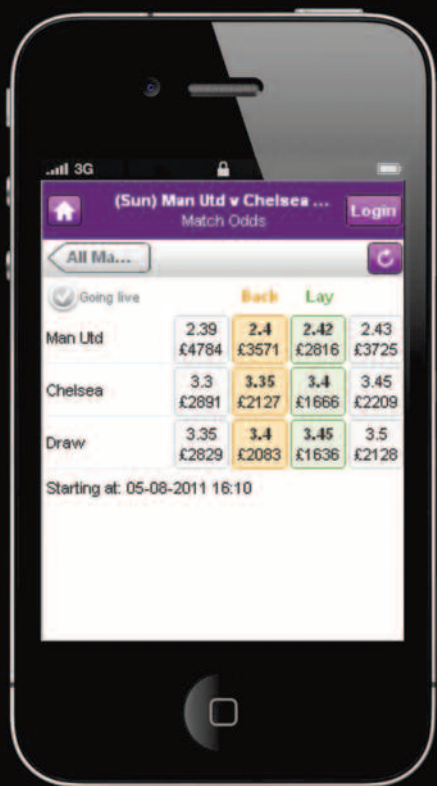 3G
(Sun) Man Utd v Chelsea ...
Match Odds
Login
All Ma...
Going live
Back Lay
Man Utd 2.39 2.4 2.42 2.43
£4784 £3571 £2816 £3725
Chelsea 3.3 3.35 3.4 3.45
£2891 £2127 £1666 £2209
Draw 3.35 3.4 3.45 3.5
£2829 £2083 £1636 £2128
Starting at: 05-08-2011 16:10